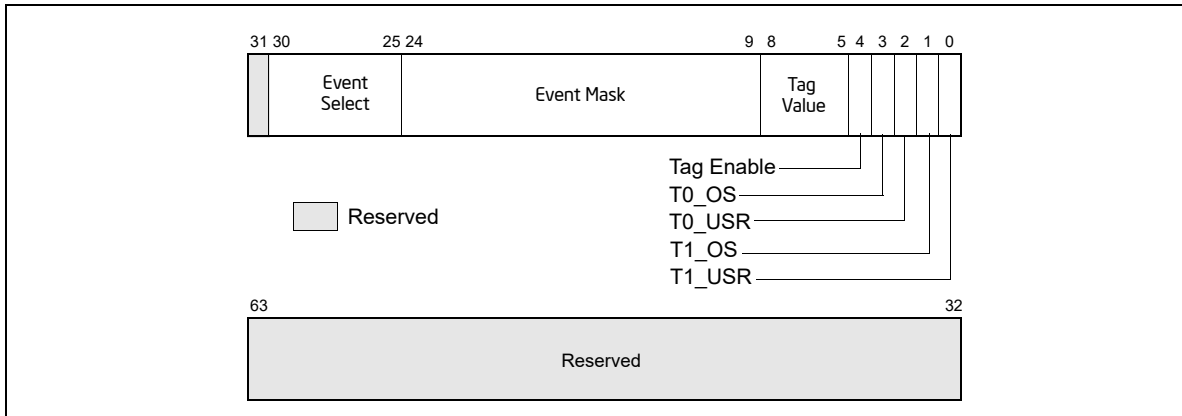 31 30 25 24 9 8 5 4 3 2 1 0
Event
Select
Event Mask
Tag
Value
Tag Enable
T0_OS
T0_USR
T1_OS
T1_USR
Reserved
63 32
Reserved